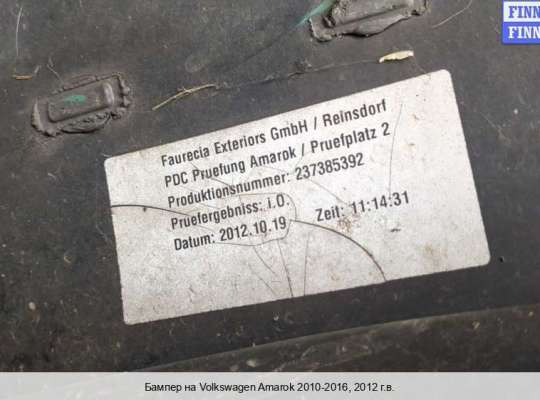 FINN
FINN
Faurecia Exteriors GmbH / Reinsdorf
PDC Pruefung Amarok / Pruefplatz 2
Produktionsnummer: 237385392
Pruefergebniss: i.O.
Datum: 2012.10.19 Zeit: 11:14:31
Бампер на Volkswagen Amarok 2010-2016, 2012 г.в.